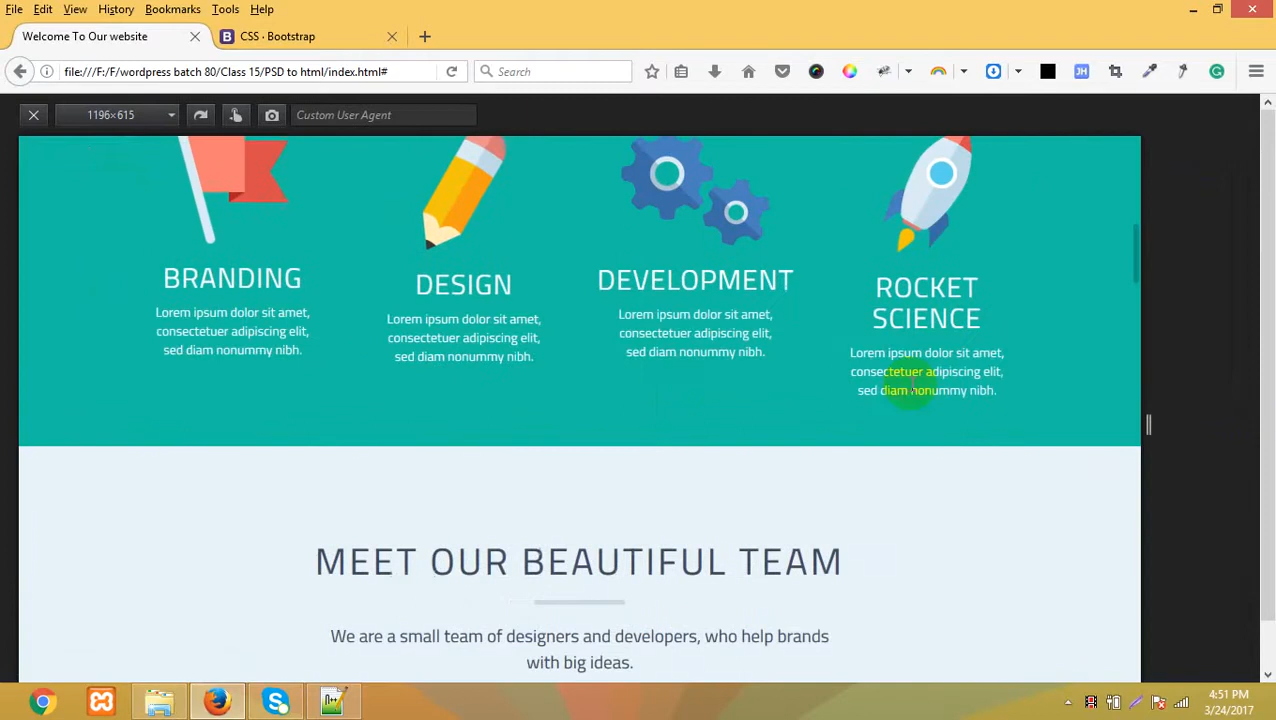 File Edit View History Bookmarks Tools Help
Welcome To Our website
B CSS · Bootstrap
file:///F:/F/wordpress batch 80/Class 15/PSD to html/index.html#
Search
JH
1196×615
Custom User Agent
BRANDING
Lorem ipsum dolor sit amet,
consectetuer adipiscing elit,
sed diam nonummy nibh.
DESIGN
Lorem ipsum dolor sit amet,
consectetuer adipiscing elit,
sed diam nonummy nibh.
DEVELOPMENT
Lorem ipsum dolor sit amet,
consectetuer adipiscing elit,
sed diam nonummy nibh.
ROCKET
SCIENCE
Lorem ipsum dolor sit amet,
consectetuer adipiscing elit,
sed diam nonummy nibh.
MEET OUR BEAUTIFUL TEAM
We are a small team of designers and developers, who help brands
with big ideas.
4:51 PM
3/24/2017